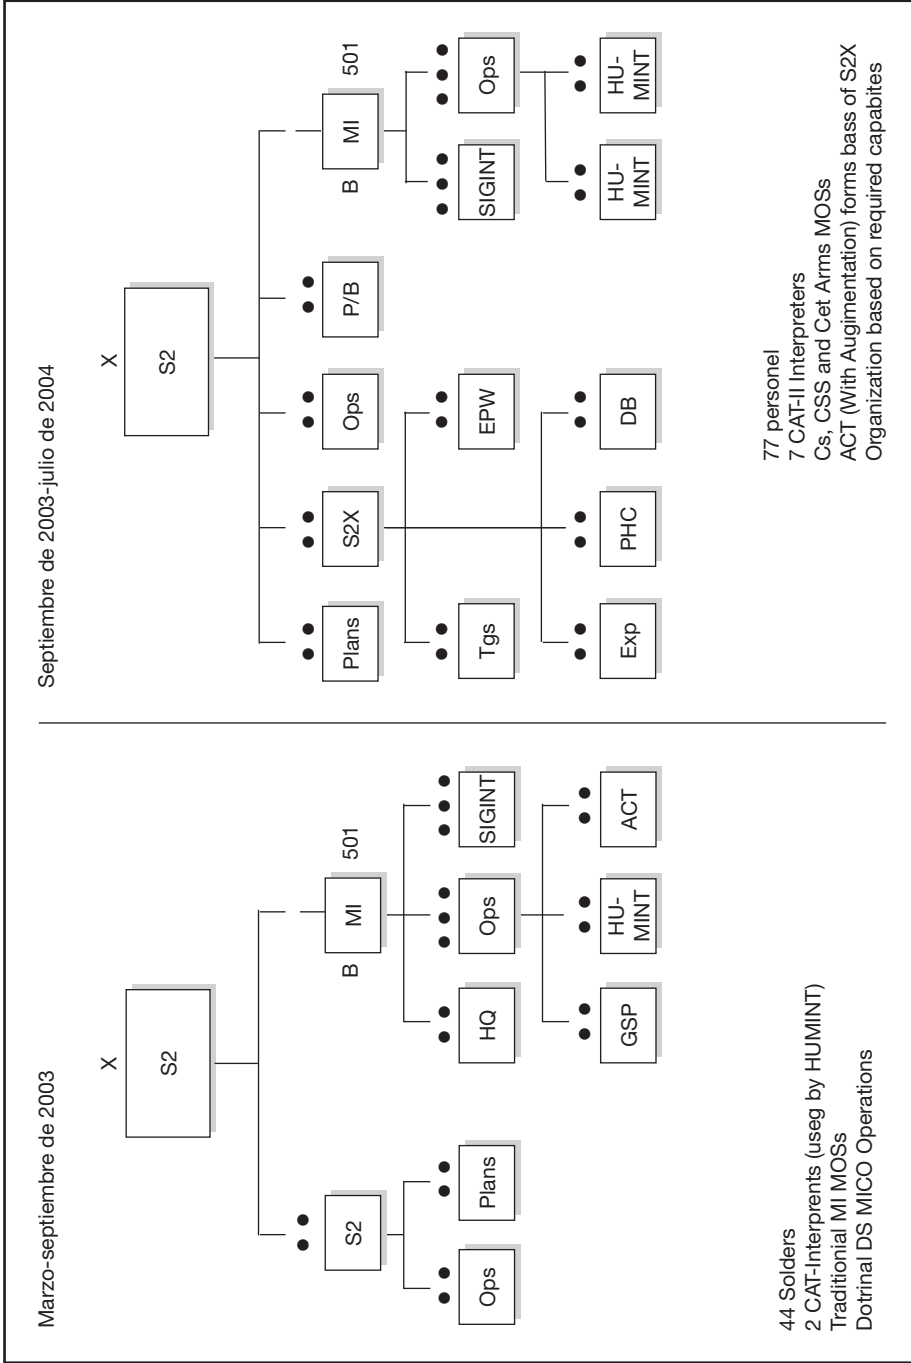 Marzo-septiembre de 2003
X
S2
S2
B
MI
501
Ops
Plans
HQ
Ops
SIGINT
GSP
HU-
MINT
ACT
44 Solders
2 CAT-Interprents (useg by HUMINT)
Traditionial MI MOSs
Dotrinal DS MICO Operations
Septiembre de 2003-julio de 2004
X
S2
Plans
S2X
Ops
P/B
B
MI
501
Tgs
EPW
SIGINT
Ops
Exp
PHC
DB
HU-
MINT
HU-
MINT
77 personel
7 CAT-II Interpreters
Cs, CSS and Cet Arms MOSs
ACT (With Augimentation) forms bass of S2X
Organization based on required capabites